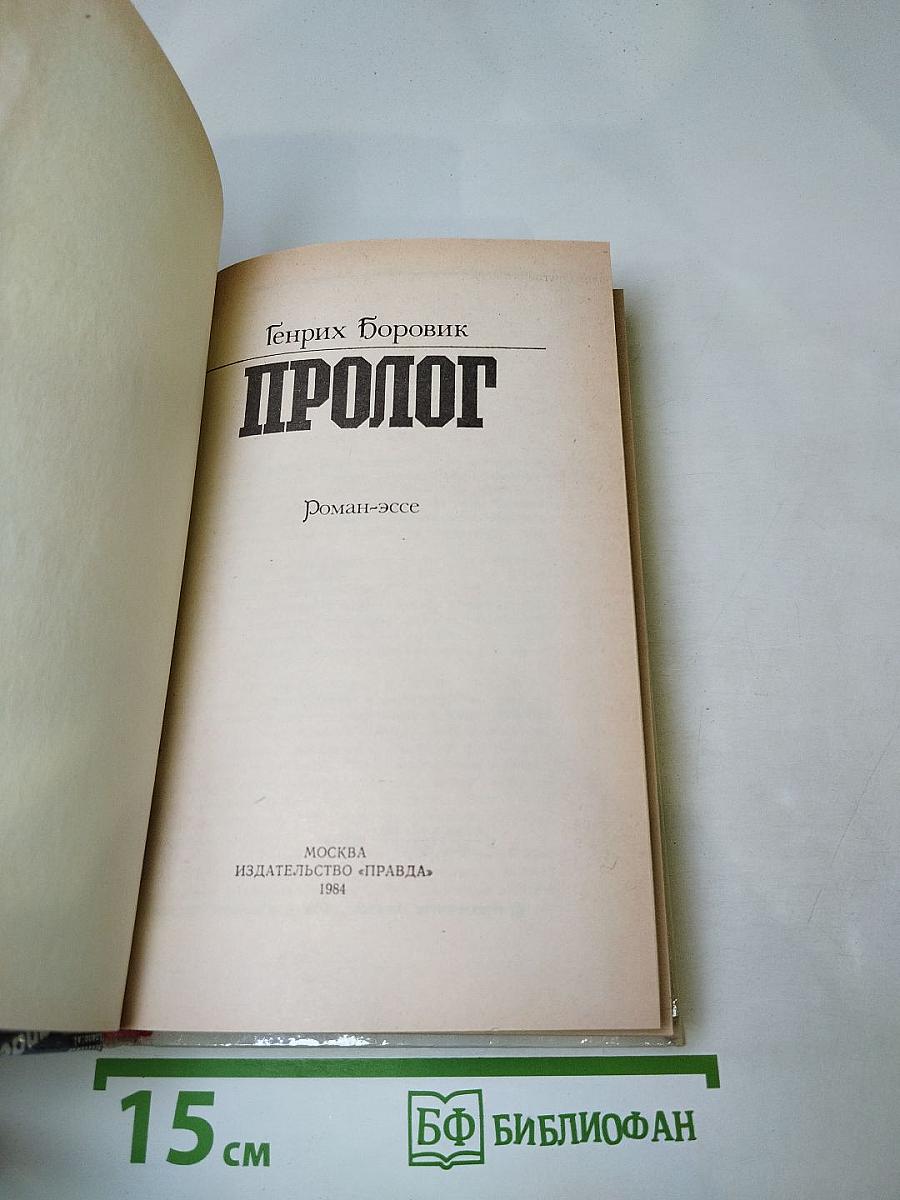 Генрих Боровик
ПРОЛОГ
Роман-эссе
МОСКВА
ИЗДАТЕЛЬСТВО «ПРАВДА»
1984
15 см
БФ БИБЛИОФАН